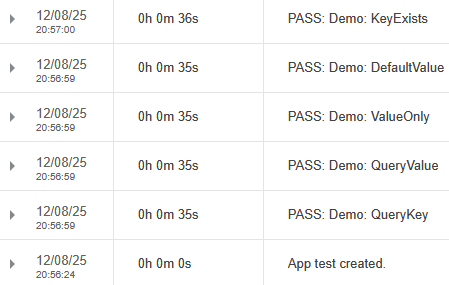 12/08/25 0h 0m 36s PASS: Demo: KeyExists
20:57:00
12/08/25 0h 0m 35s PASS: Demo: DefaultValue
20:56:59
12/08/25 0h 0m 35s PASS: Demo: ValueOnly
20:56:59
12/08/25 0h 0m 35s PASS: Demo: QueryValue
20:56:59
12/08/25 0h 0m 35s PASS: Demo: QueryKey
20:56:59
12/08/25 0h 0m 0s App test created.
20:56:24